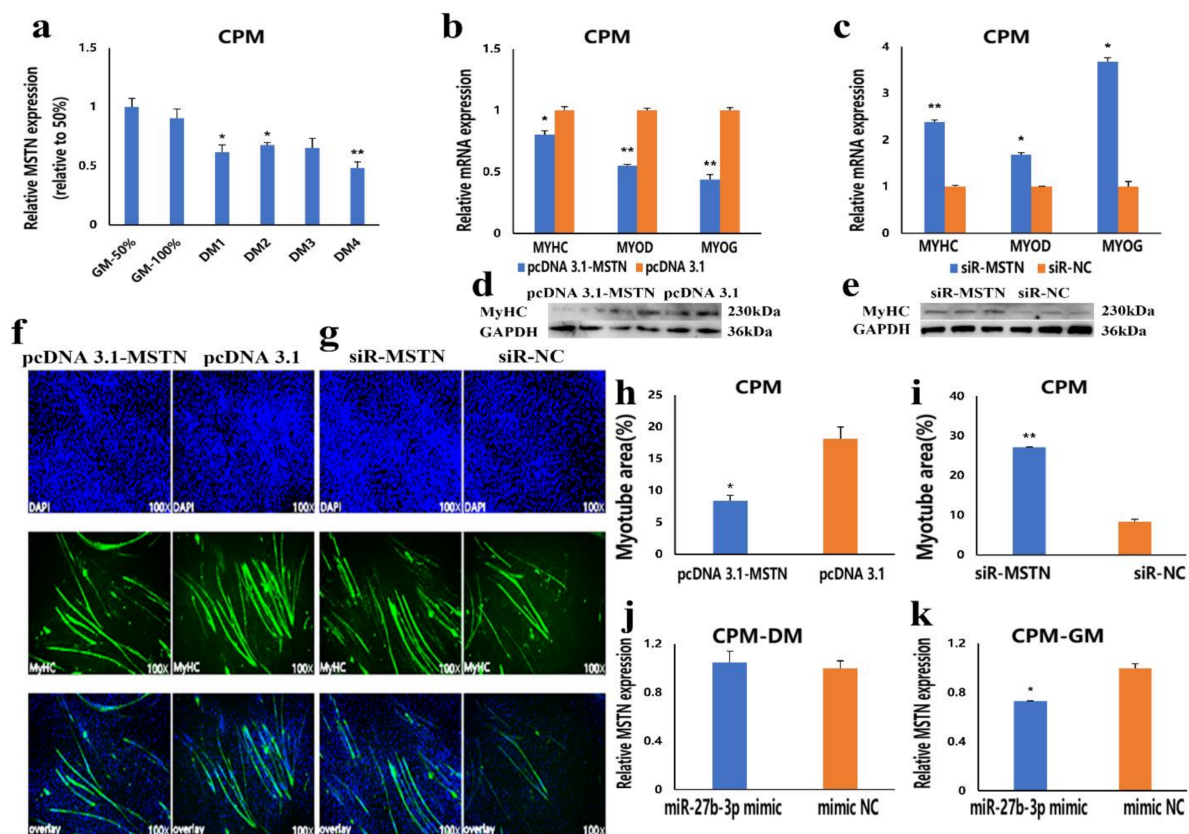 a
CPM
Relative MSTN expression
(relative to 50%)
1.5
1
0.5
0
*
*
**
GM-50%
GM-100%
DM1
DM2
DM3
DM4
b
CPM
Relative mRNA expression
1.5
1
0.5
0
*
**
**
MYHC
MYOD
MYOG
pcDNA 3.1-MSTN
pcDNA 3.1
c
CPM
Relative mRNA expression
4
3
2
1
0
**
*
*
MYHC
MYOD
MYOG
siR-MSTN
siR-NC
d
pcDNA 3.1-MSTN pcDNA 3.1
MyHC 230kDa
GAPDH 36kDa
e
siR-MSTN siR-NC
MyHC 230kDa
GAPDH 36kDa
f
pcDNA 3.1-MSTN pcDNA 3.1
DAPI 100X
DAPI 100X
MyHC 100X
MyHC 100X
overlay 100X
overlay 100X
g
siR-MSTN siR-NC
DAPI 100X
DAPI 100X
MyHC 100X
MyHC 100X
overlay 100X
overlay 100X
h
CPM
Myotube area(%)
25
20
15
10
5
0
*
pcDNA 3.1-MSTN
pcDNA 3.1
i
CPM
Myotube area(%)
40
30
20
10
0
**
siR-MSTN
siR-NC
j
CPM-DM
Relative MSTN expression
1.2
0.8
0.4
0
miR-27b-3p mimic
mimic NC
k
CPM-GM
Relative MSTN expression
1.2
0.8
0.4
0
*
miR-27b-3p mimic
mimic NC